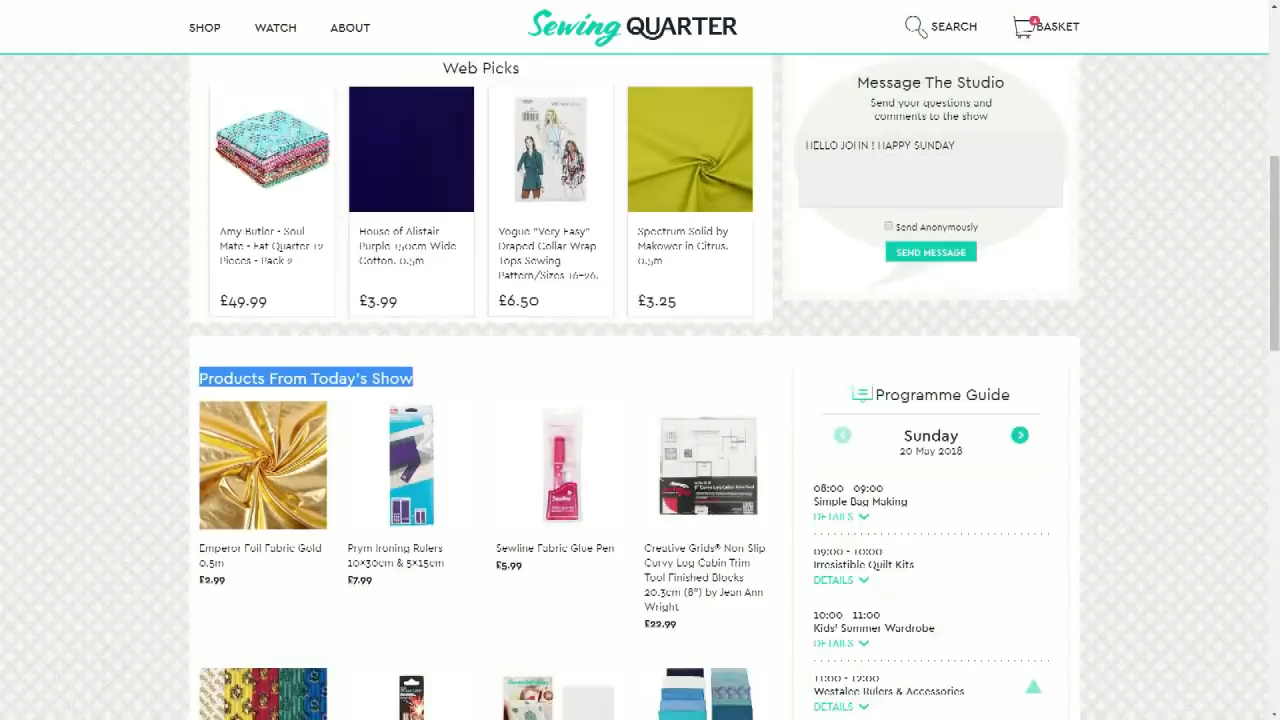 SHOP
WATCH
ABOUT
Sewing QUARTER
SEARCH
4
BASKET
Web Picks
Amy Butler - Soul
Mate - Fat Quarter 12
Pieces - Pack 2
£49.99
House of Alistair
Purple 150cm Wide
Cotton. 0.5m
£3.99
Vogue "Very Easy"
Draped Collar Wrap
Tops Sewing
Pattern/Sizes 16-26.
£6.50
Spectrum Solid by
Makower in Citrus.
0.5m
£3.25
Message The Studio
Send your questions and
comments to the show
HELLO JOHN ! HAPPY SUNDAY
Send Anonymously
SEND MESSAGE
Products From Today's Show
Emperor Foil Fabric Gold
0.5m
£2.99
Prym Ironing Rulers
10x30cm & 5x15cm
£7.99
Sewline Fabric Glue Pen
£5.99
Creative Grids® Non Slip
Curvy Log Cabin Trim
Tool Finished Blocks
20.3cm (8") by Jean Ann
Wright
£22.99
Programme Guide
Sunday
20 May 2018
08:00 09:00
Simple Bag Making
DETAILS
09:00 - 10:00
Irresistible Quilt Kits
DETAILS
10:00 11:00
Kids' Summer Wardrobe
DETAILS
11:00 - 12:00
Westalee Rulers & Accessories
DETAILS